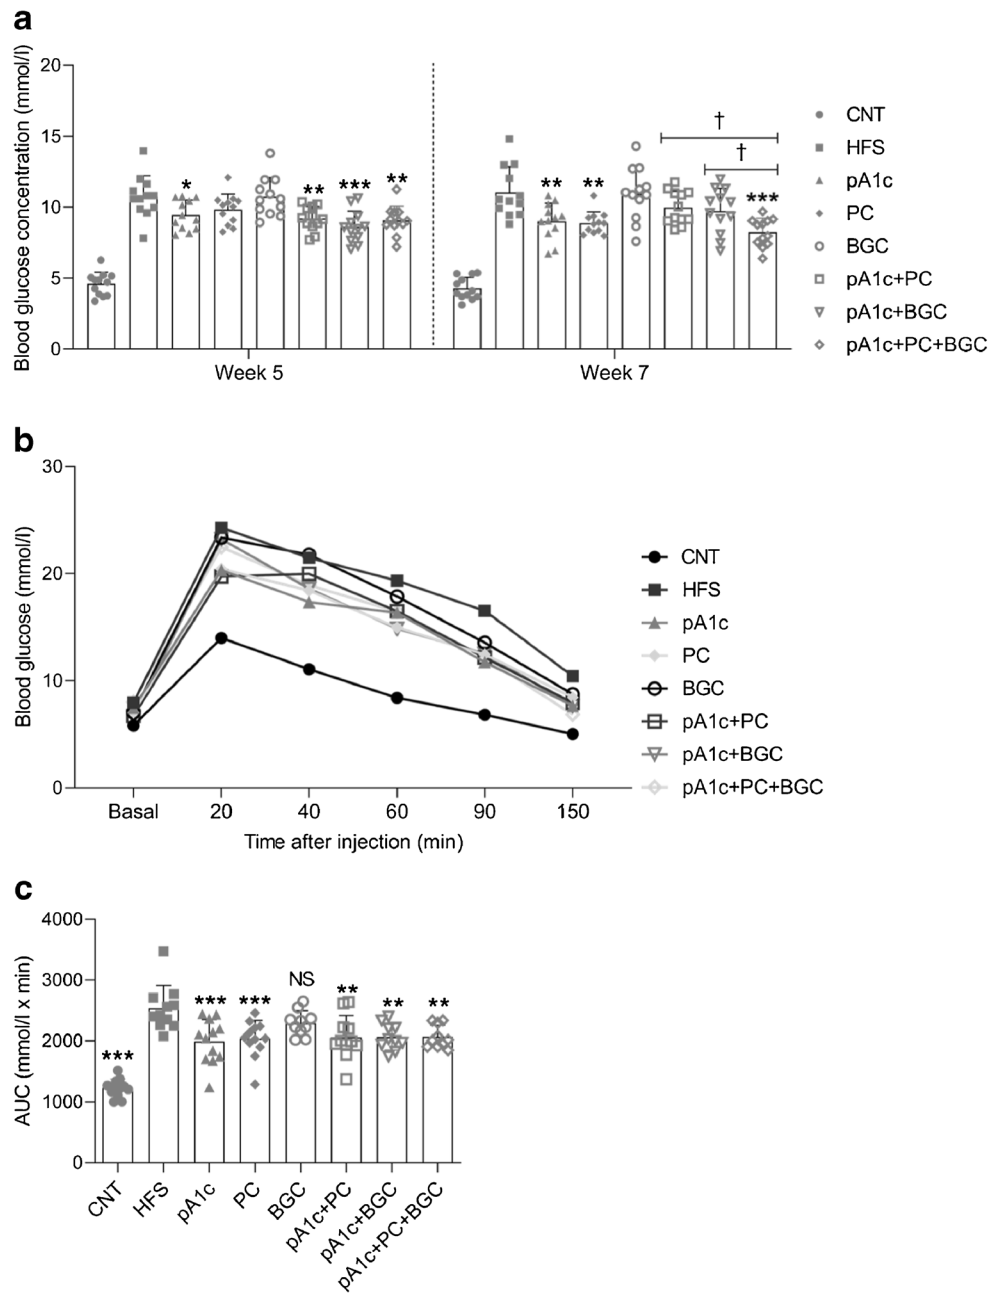 a
Blood glucose concentration (mmol/l)
20
15
10
5
0
*
**
***
**
**
**
†
†
***
Week 5
Week 7
CNT
HFS
pA1c
PC
BGC
pA1c+PC
pA1c+BGC
pA1c+PC+BGC
b
Blood glucose (mmol/l)
30
20
10
0
Basal 20 40 60 90 150
Time after injection (min)
CNT
HFS
pA1c
PC
BGC
pA1c+PC
pA1c+BGC
pA1c+PC+BGC
c
AUC (mmol/l x min)
4000
3000
2000
1000
0
***
***
***
NS
**
**
**
CNT
HFS
pA1c
PC
BGC
pA1c+PC
pA1c+BGC
pA1c+PC+BGC